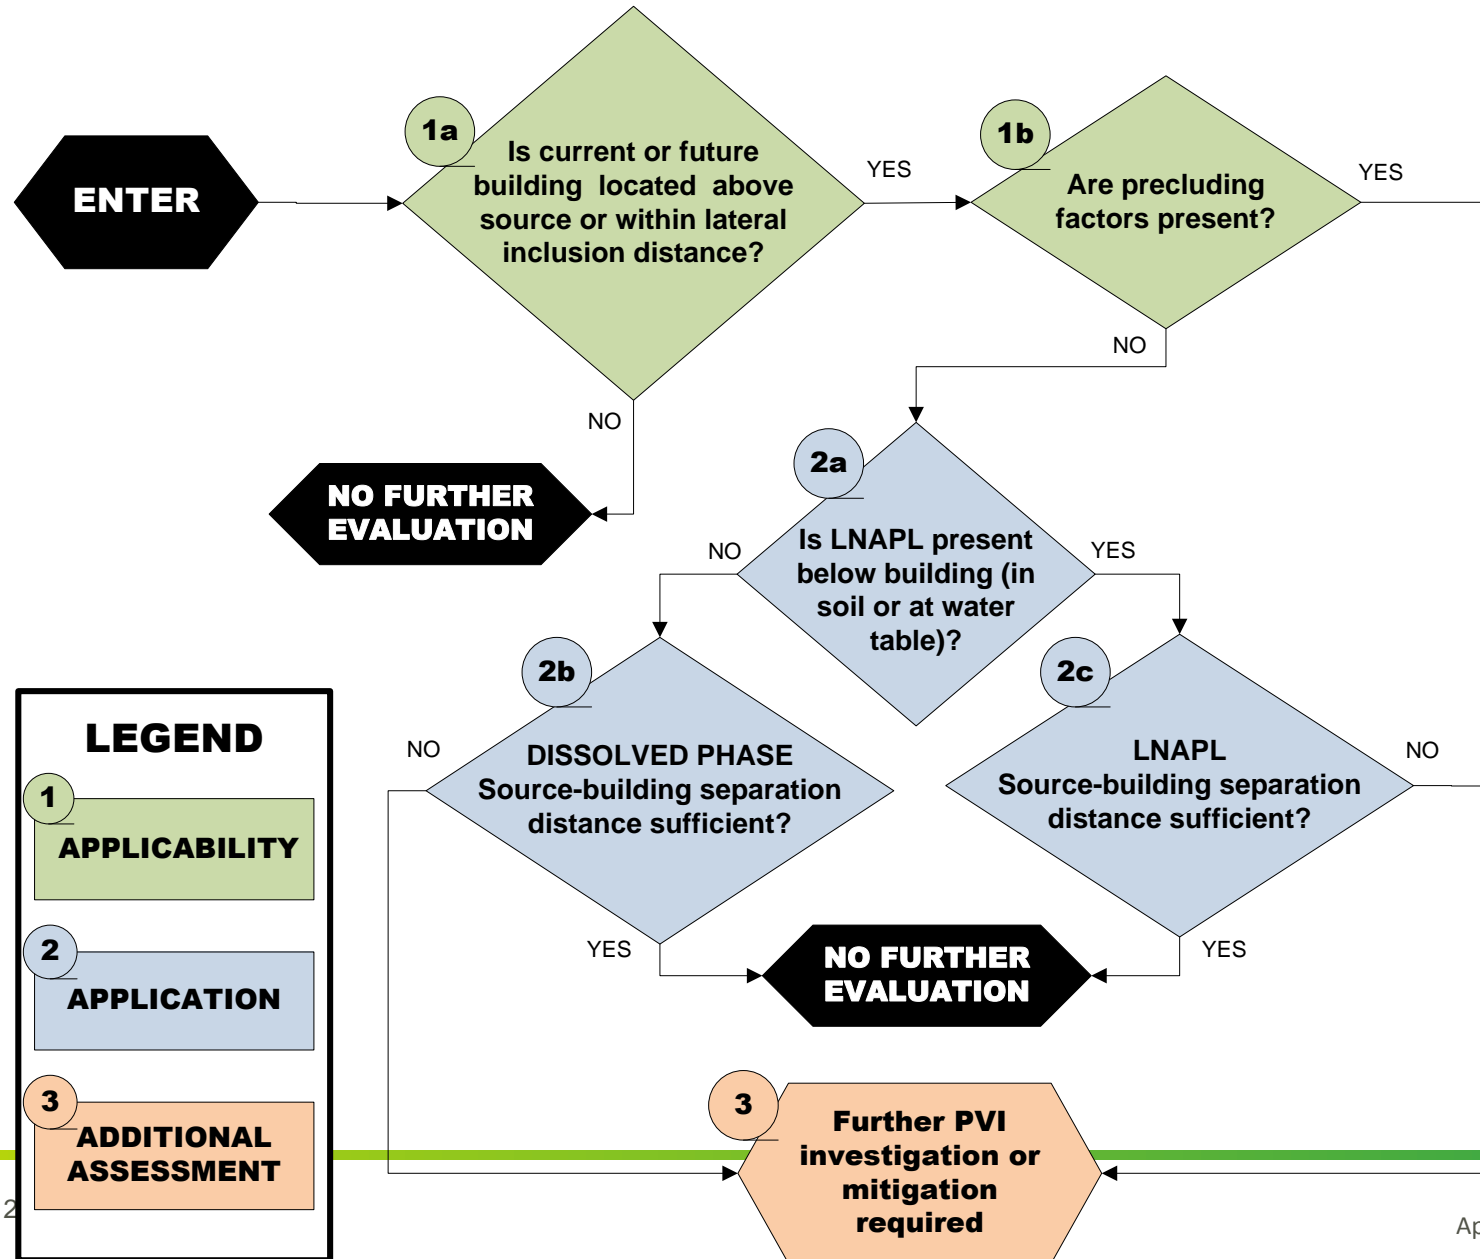 ENTER
1a
Is current or future
building located above
source or within lateral
inclusion distance?
YES
1b
Are precluding
factors present?
YES
NO
NO
NO FURTHER
EVALUATION
2a
Is LNAPL present
below building (in
soil or at water
table)?
NO
YES
2b
DISSOLVED PHASE
Source-building separation
distance sufficient?
NO
YES
2c
LNAPL
Source-building separation
distance sufficient?
NO
YES
NO FURTHER
EVALUATION
LEGEND
1
APPLICABILITY
2
APPLICATION
3
ADDITIONAL
ASSESSMENT
3
Further PVI
investigation or
mitigation
required
2
Ap